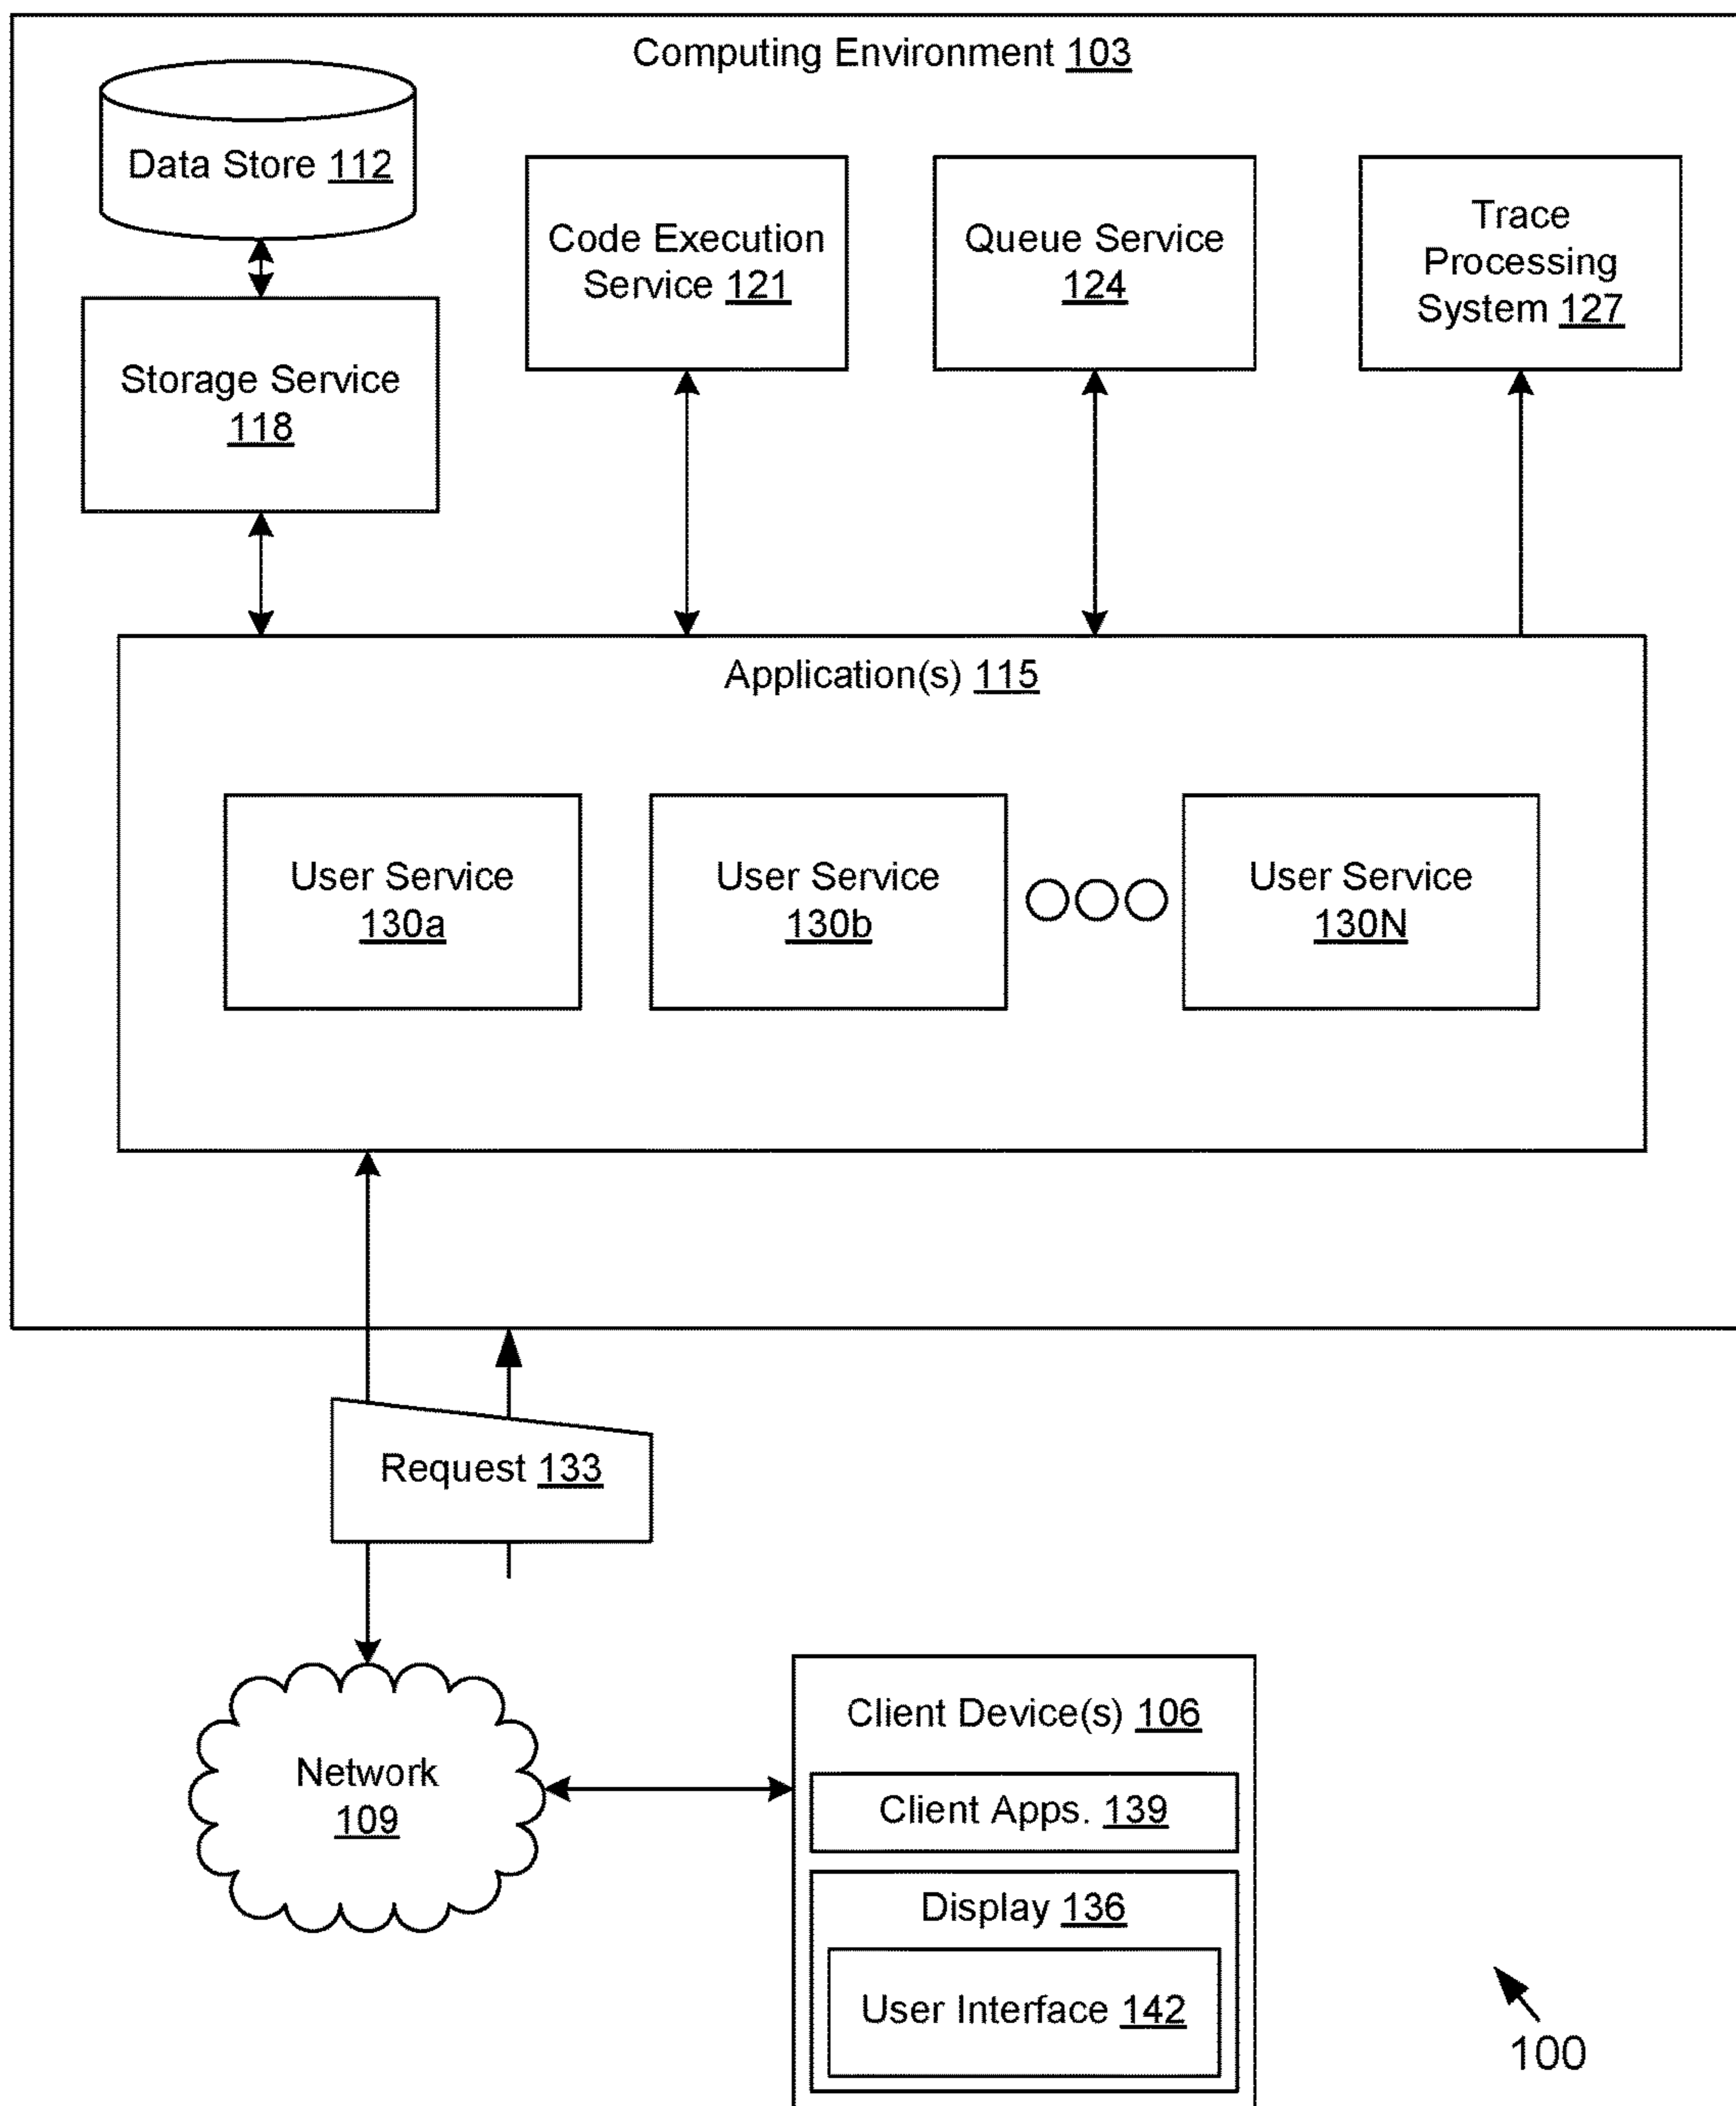 Computing Environment 103
Data Store 112
Code Execution
Service 121
Queue Service
124
Trace
Processing
System 127
Storage Service
118
Application(s) 115
User Service
130a
User Service
130b
User Service
130N
Request 133
Network
109
Client Device(s) 106
Client Apps. 139
Display 136
User Interface 142
100